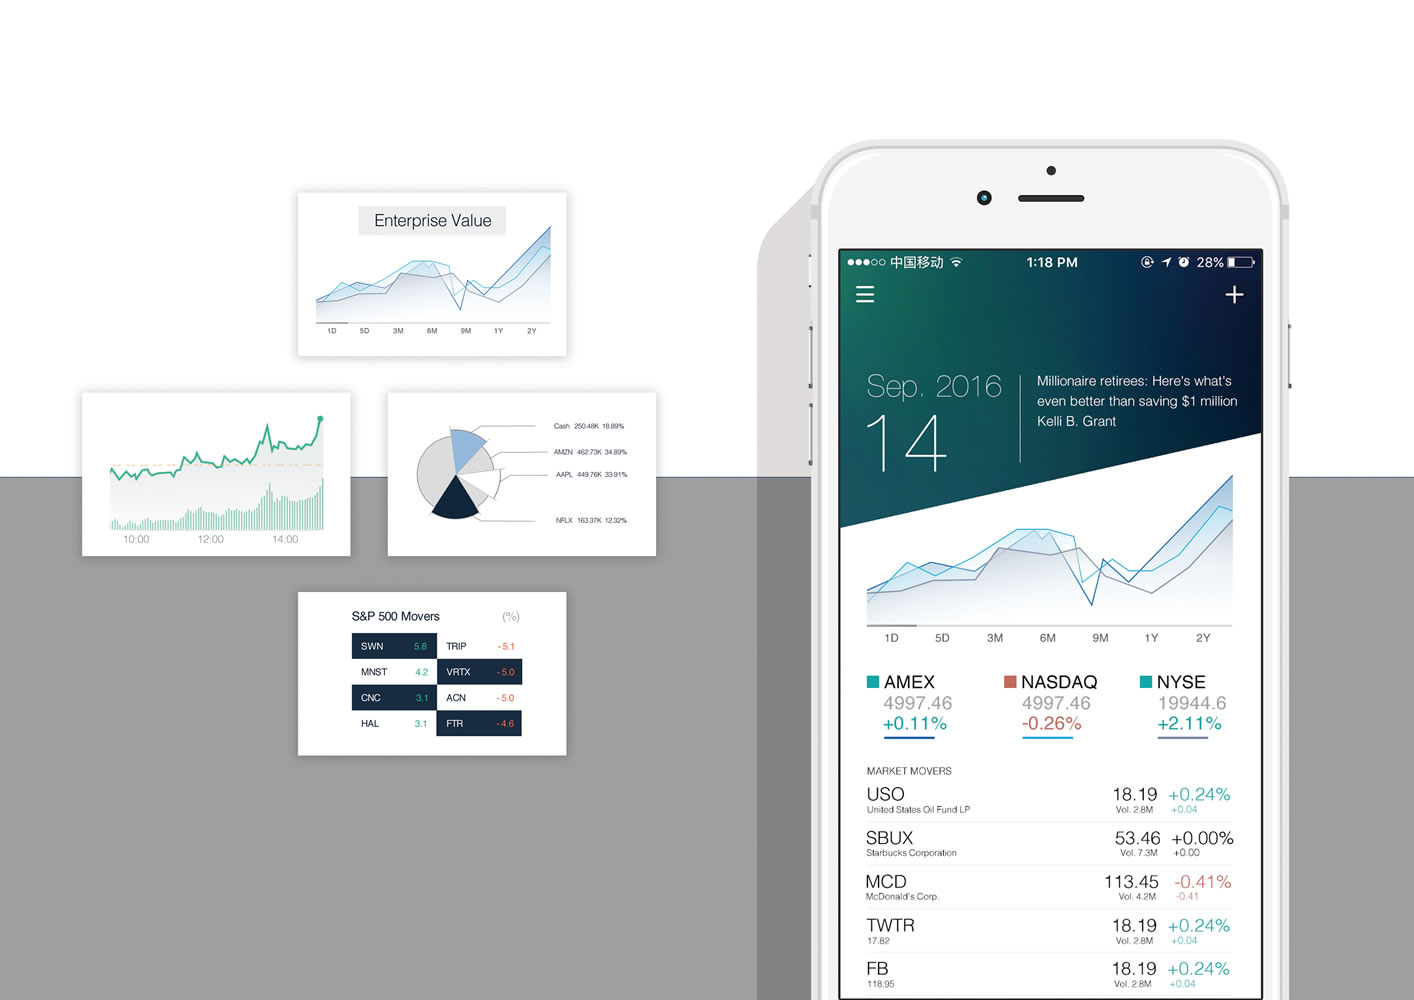 Enterprise Value
1D 5D 3M 6M 9M 1Y 2Y
10:00 12:00 14:00
Cash 250.48K 18.89%
AMZN 462.73K 34.89%
AAPL 449.76K 33.91%
NFLX 163.37K 12.32%
S&P 500 Movers (%)
SWN 5.8 TRIP -5.1
MNST 4.2 VRTX -5.0
CNC 3.1 ACN -5.0
HAL 3.1 FTR -4.6
中国移动 1:18 PM 28%
Sep. 2016
14
Millionaire retirees: Here's what's
even better than saving $1 million
Kelli B. Grant
1D 5D 3M 6M 9M 1Y 2Y
AMEX NASDAQ NYSE
4997.46 4997.46 19944.6
+0.11% -0.26% +2.11%
MARKET MOVERS
USO 18.19 +0.24%
United States Oil Fund LP Vol. 2.8M +0.04
SBUX 53.46 +0.00%
Starbucks Corporation Vol. 7.3M +0.00
MCD 113.45 -0.41%
McDonald's Corp. Vol. 4.2M -0.41
TWTR 18.19 +0.24%
17.82 Vol. 2.8M +0.04
FB 18.19 +0.24%
118.95 Vol. 2.8M +0.04